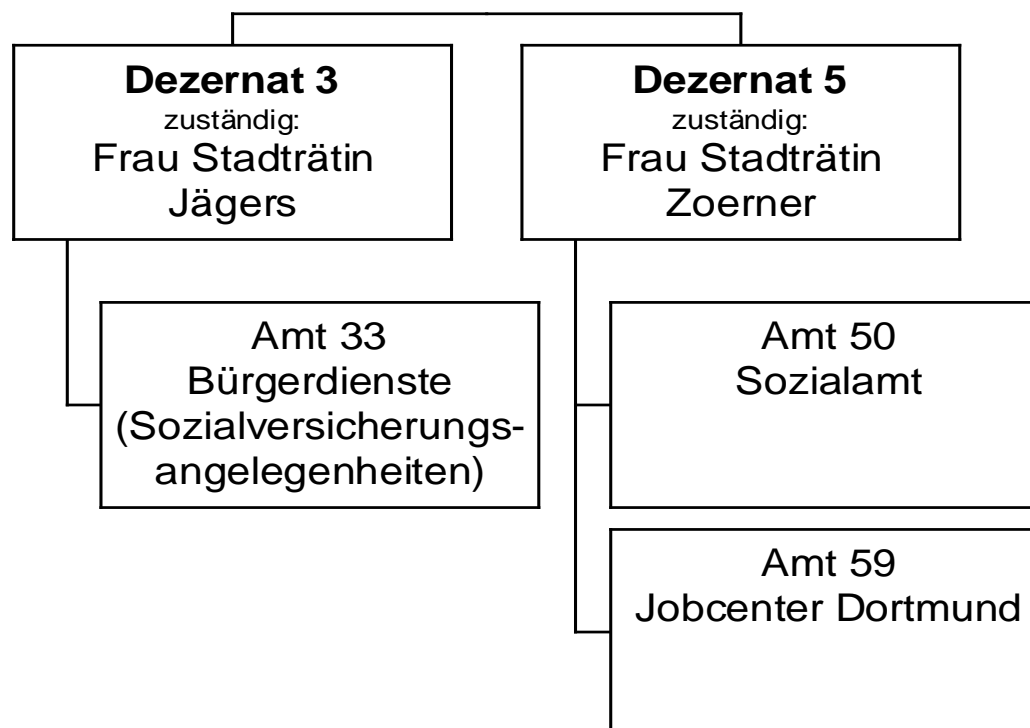 Dezernat 3
zuständig:
Frau Stadträtin
Jägers
Dezernat 5
zuständig:
Frau Stadträtin
Zoerner
Amt 33
Bürgerdienste
(Sozialversicherungs-
angelegenheiten)
Amt 50
Sozialamt
Amt 59
Jobcenter Dortmund